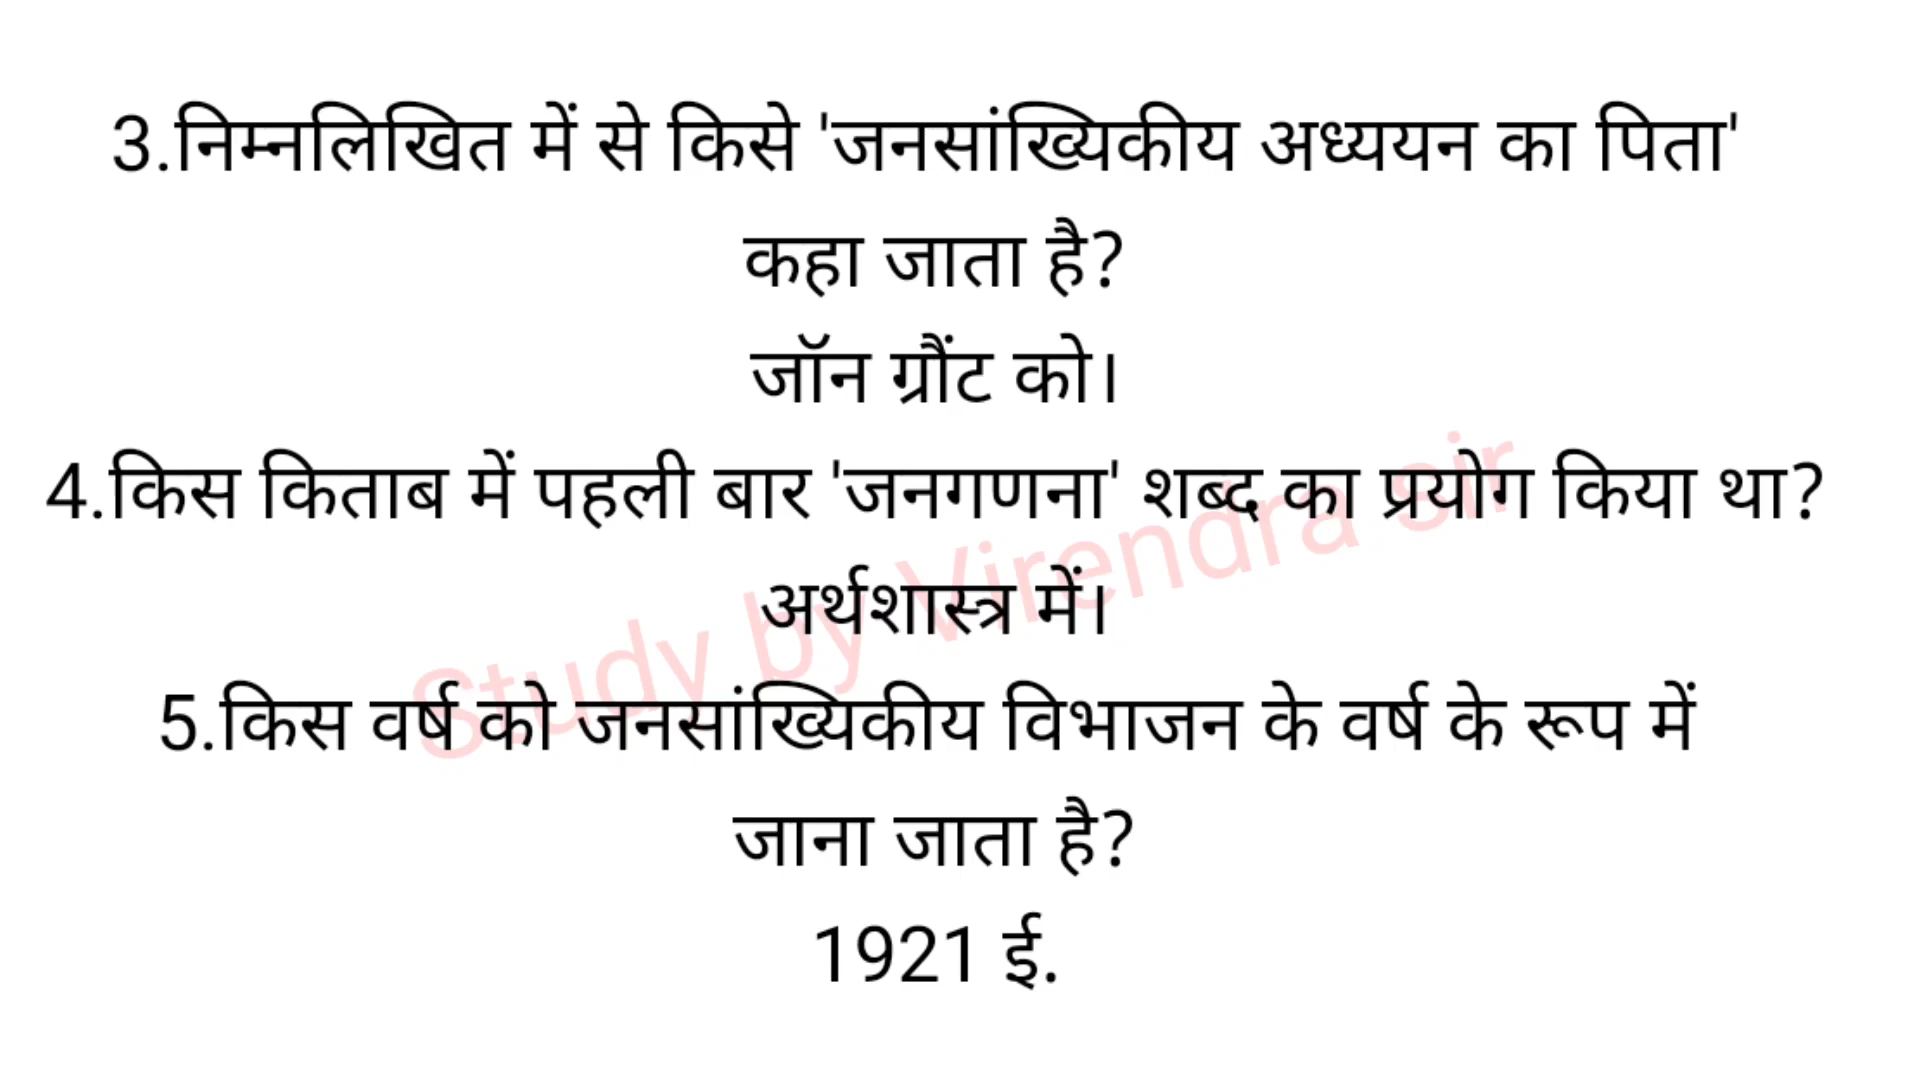 3.निम्नलिखित में से किसे 'जनसांख्यिकीय अध्ययन का पिता'
कहा जाता है?
जॉन ग्रौंट को।
4.किस किताब में पहली बार 'जनगणना' शब्द का प्रयोग किया था?
अर्थशास्त्र में।
5.किस वर्ष को जनसांख्यिकीय विभाजन के वर्ष के रूप में
जाना जाता है?
1921 ई.
Study by Virendra sir